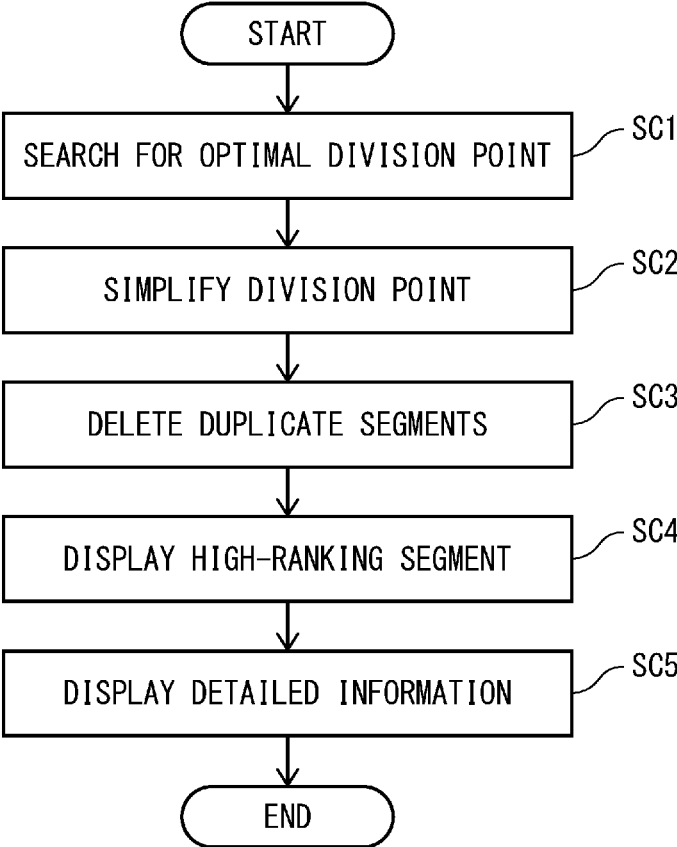 START
SEARCH FOR OPTIMAL DIVISION POINT
SC1
SIMPLIFY DIVISION POINT
SC2
DELETE DUPLICATE SEGMENTS
SC3
DISPLAY HIGH-RANKING SEGMENT
SC4
DISPLAY DETAILED INFORMATION
SC5
END